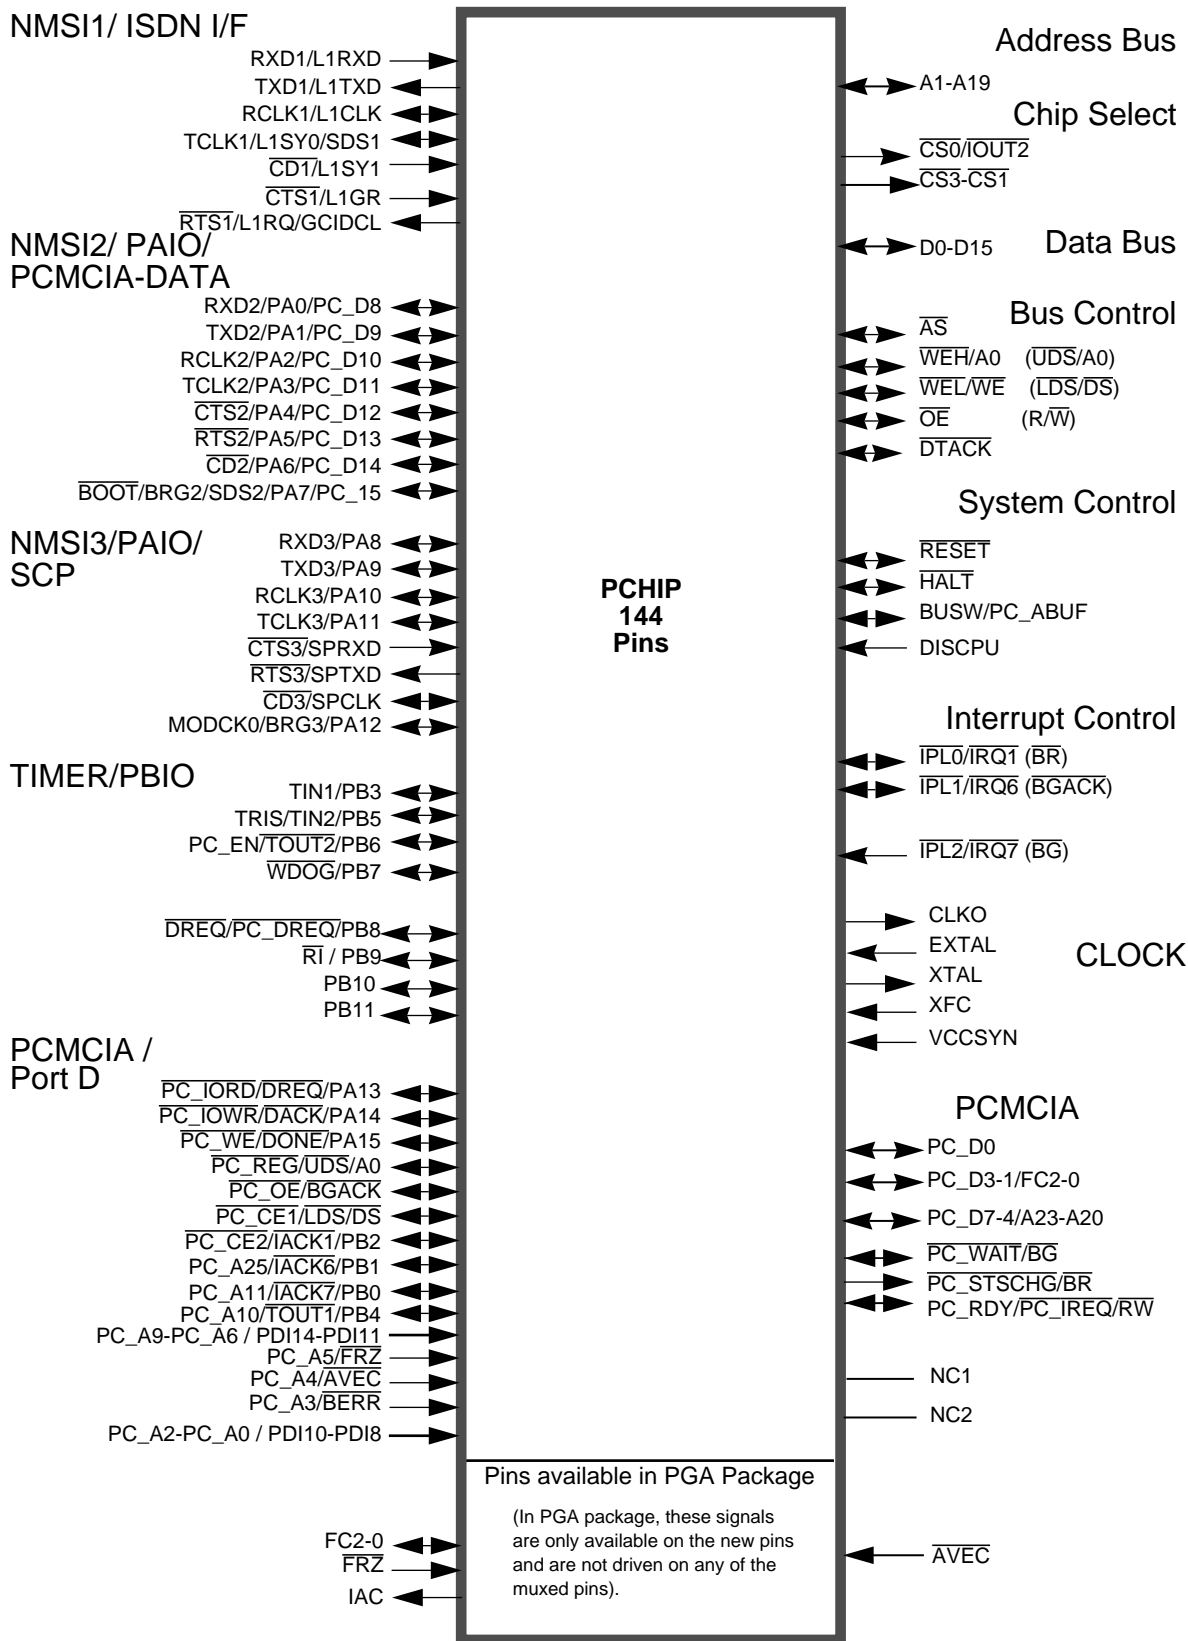 NMSI1/ ISDN I/F
RXD1/L1RXD
TXD1/L1TXD
RCLK1/L1CLK
TCLK1/L1SY0/SDS1
CD1/L1SY1
CTS1/L1GR
RTS1/L1RQ/GCIDCL
NMSI2/ PAIO/
PCMCIA-DATA
RXD2/PA0/PC_D8
TXD2/PA1/PC_D9
RCLK2/PA2/PC_D10
TCLK2/PA3/PC_D11
CTS2/PA4/PC_D12
RTS2/PA5/PC_D13
CD2/PA6/PC_D14
BOOT/BRG2/SDS2/PA7/PC_15
NMSI3/PAIO/
SCP
RXD3/PA8
TXD3/PA9
RCLK3/PA10
TCLK3/PA11
CTS3/SPRXD
RTS3/SPTXD
CD3/SPCLK
MODCK0/BRG3/PA12
TIMER/PBIO
TIN1/PB3
TRIS/TIN2/PB5
PC_EN/TOUT2/PB6
WDOG/PB7
DREQ/PC_DREQ/PB8
RI / PB9
PB10
PB11
PCMCIA /
Port D
PC_IORD/DREQ/PA13
PC_IOWR/DACK/PA14
PC_WE/DONE/PA15
PC_REG/UDS/A0
PC_OE/BGACK
PC_CE1/LDS/DS
PC_CE2/IACK1/PB2
PC_A25/IACK6/PB1
PC_A11/IACK7/PB0
PC_A10/TOUT1/PB4
PC_A9-PC_A6 / PDI14-PDI11
PC_A5/FRZ
PC_A4/AVEC
PC_A3/BERR
PC_A2-PC_A0 / PDI10-PDI8
FC2-0
FRZ
IAC
PCHIP
144
Pins
Pins available in PGA Package
(In PGA package, these signals
are only available on the new pins
and are not driven on any of the
muxed pins).
Address Bus
A1-A19
Chip Select
CS0/IOUT2
CS3-CS1
D0-D15 Data Bus
Bus Control
AS
WEH/A0 (UDS/A0)
WEL/WE (LDS/DS)
OE (R/W)
DTACK
System Control
RESET
HALT
BUSW/PC_ABUF
DISCPU
Interrupt Control
IPL0/IRQ1 (BR)
IPL1/IRQ6 (BGACK)
IPL2/IRQ7 (BG)
CLKO
EXTAL
CLOCK
XTAL
XFC
VCCSYN
PCMCIA
PC_D0
PC_D3-1/FC2-0
PC_D7-4/A23-A20
PC_WAIT/BG
PC_STSCHG/BR
PC_RDY/PC_IREQ/RW
NC1
NC2
AVEC